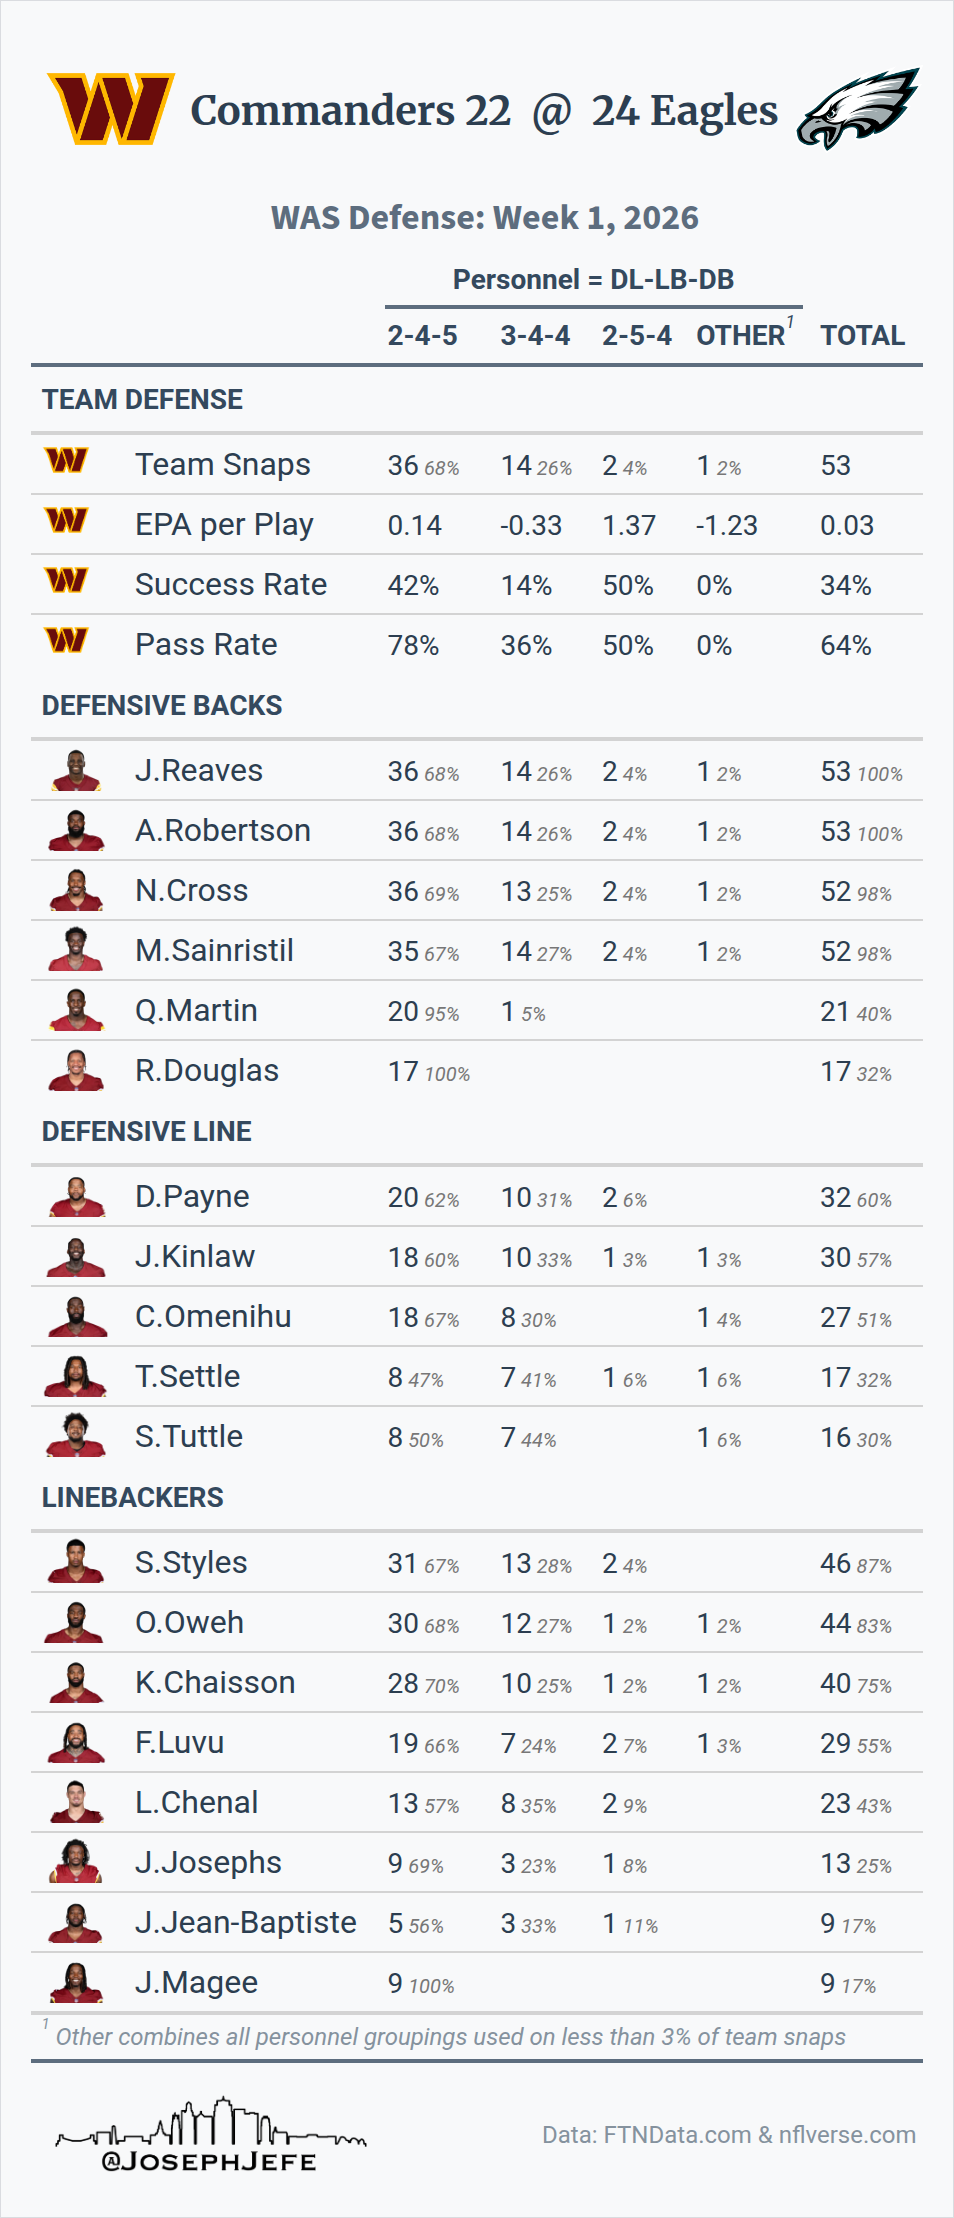 Commanders 22 @ 24 Eagles
WAS Defense: Week 1, 2026
Personnel = DL-LB-DB
2-4-5 3-4-4 2-5-4 OTHER1 TOTAL
TEAM DEFENSE
Team Snaps 36 68% 14 26% 2 4% 1 2% 53
EPA per Play 0.14 -0.33 1.37 -1.23 0.03
Success Rate 42% 14% 50% 0% 34%
Pass Rate 78% 36% 50% 0% 64%
DEFENSIVE BACKS
J.Reaves 36 68% 14 26% 2 4% 1 2% 53 100%
A.Robertson 36 68% 14 26% 2 4% 1 2% 53 100%
N.Cross 36 69% 13 25% 2 4% 1 2% 52 98%
M.Sainristil 35 67% 14 27% 2 4% 1 2% 52 98%
Q.Martin 20 95% 1 5% 21 40%
R.Douglas 17 100% 17 32%
DEFENSIVE LINE
D.Payne 20 62% 10 31% 2 6% 32 60%
J.Kinlaw 18 60% 10 33% 1 3% 1 3% 30 57%
C.Omenihu 18 67% 8 30% 1 4% 27 51%
T.Settle 8 47% 7 41% 1 6% 1 6% 17 32%
S.Tuttle 8 50% 7 44% 1 6% 16 30%
LINEBACKERS
S.Styles 31 67% 13 28% 2 4% 46 87%
O.Oweh 30 68% 12 27% 1 2% 1 2% 44 83%
K.Chaisson 28 70% 10 25% 1 2% 1 2% 40 75%
F.Luvu 19 66% 7 24% 2 7% 1 3% 29 55%
L.Chenal 13 57% 8 35% 2 9% 23 43%
J.Josephs 9 69% 3 23% 1 8% 13 25%
J.Jean-Baptiste 5 56% 3 33% 1 11% 9 17%
J.Magee 9 100% 9 17%
1 Other combines all personnel groupings used on less than 3% of team snaps
@JosephJefe
Data: FTNData.com & nflverse.com